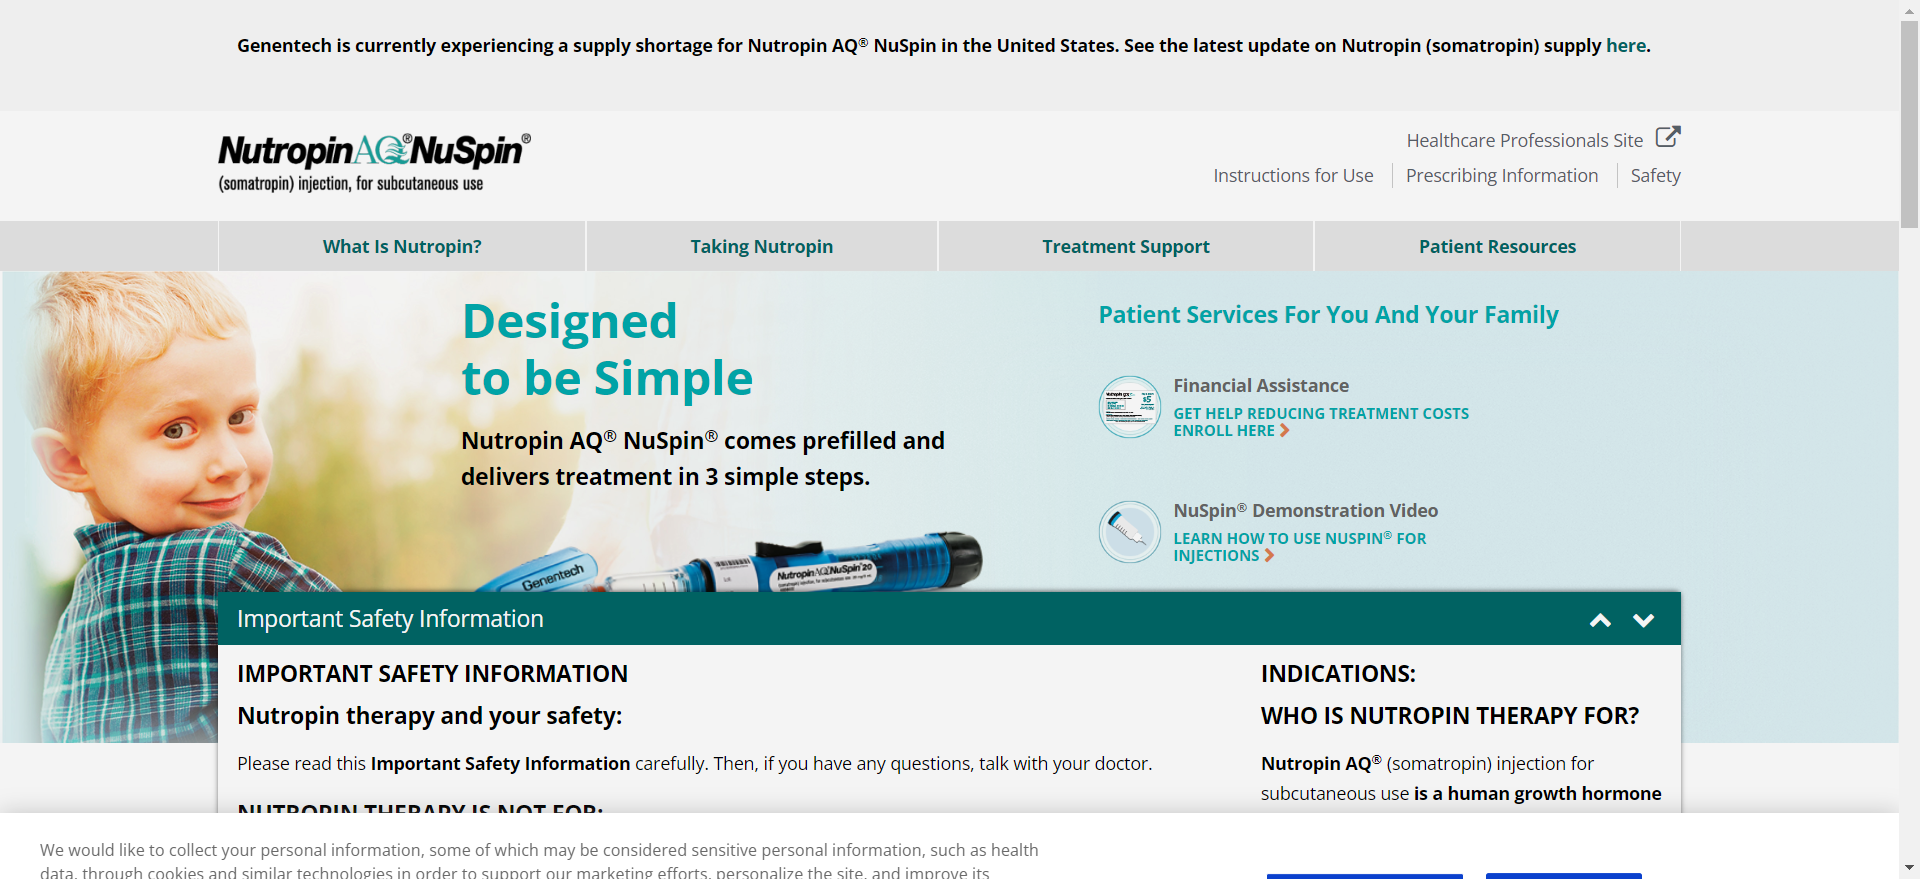 Genentech is currently experiencing a supply shortage for Nutropin AQ® NuSpin in the United States. See the latest update on Nutropin (somatropin) supply here.
NutropinAQ®NuSpin®
(somatropin) injection, for subcutaneous use
Healthcare Professionals Site
Instructions for Use
Prescribing Information
Safety
What Is Nutropin?
Taking Nutropin
Treatment Support
Patient Resources
Designed
to be Simple
Nutropin AQ® NuSpin® comes prefilled and
delivers treatment in 3 simple steps.
Genentech
NutropinAQNuSpin®20
Patient Services For You And Your Family
Financial Assistance
GET HELP REDUCING TREATMENT COSTS
ENROLL HERE
NuSpin® Demonstration Video
LEARN HOW TO USE NUSPIN® FOR
INJECTIONS
Important Safety Information
IMPORTANT SAFETY INFORMATION
Nutropin therapy and your safety:
Please read this Important Safety Information carefully. Then, if you have any questions, talk with your doctor.
NUTROPIN THERAPY IS NOT FOR:
INDICATIONS:
WHO IS NUTROPIN THERAPY FOR?
Nutropin AQ® (somatropin) injection for
subcutaneous use is a human growth hormone
We would like to collect your personal information, some of which may be considered sensitive personal information, such as health
data, through cookies and similar technologies in order to support our marketing efforts, personalize the site, and improve its